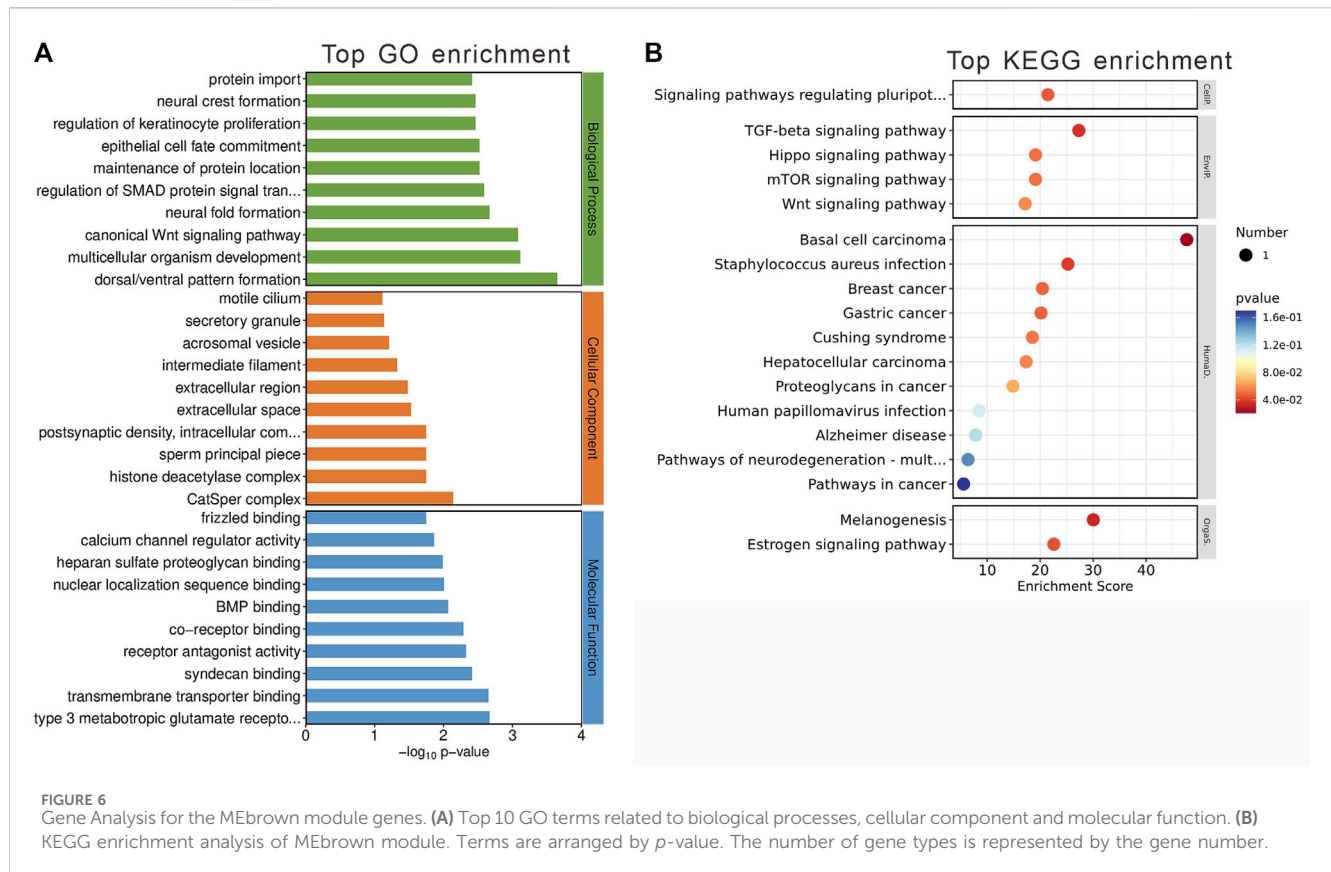 A
Top GO enrichment
protein import
neural crest formation
regulation of keratinocyte proliferation
epithelial cell fate commitment
maintenance of protein location
regulation of SMAD protein signal tran...
neural fold formation
canonical Wnt signaling pathway
multicellular organism development
dorsal/ventral pattern formation
Biological Process
motile cilium
secretory granule
acrosomal vesicle
intermediate filament
extracellular region
extracellular space
postsynaptic density, intracellular com...
sperm principal piece
histone deacetylase complex
CatSper complex
Cellular Component
frizzled binding
calcium channel regulator activity
heparan sulfate proteoglycan binding
nuclear localization sequence binding
BMP binding
co−receptor binding
receptor antagonist activity
syndecan binding
transmembrane transporter binding
type 3 metabotropic glutamate recepto...
Molecular Function
0 1 2 3 4
−log10 p−value
B
Top KEGG enrichment
Signaling pathways regulating pluripot...
CellP.
TGF-beta signaling pathway
Hippo signaling pathway
mTOR signaling pathway
Wnt signaling pathway
EnviP.
Basal cell carcinoma
Staphylococcus aureus infection
Breast cancer
Gastric cancer
Cushing syndrome
Hepatocellular carcinoma
Proteoglycans in cancer
Human papillomavirus infection
Alzheimer disease
Pathways of neurodegeneration - mult...
Pathways in cancer
HumaD.
Melanogenesis
Estrogen signaling pathway
OrgaS.
10 20 30 40
Enrichment Score
Number
1
pvalue
1.6e-01
1.2e-01
8.0e-02
4.0e-02
FIGURE 6
Gene Analysis for the MEbrown module genes. (A) Top 10 GO terms related to biological processes, cellular component and molecular function. (B)
KEGG enrichment analysis of MEbrown module. Terms are arranged by p-value. The number of gene types is represented by the gene number.